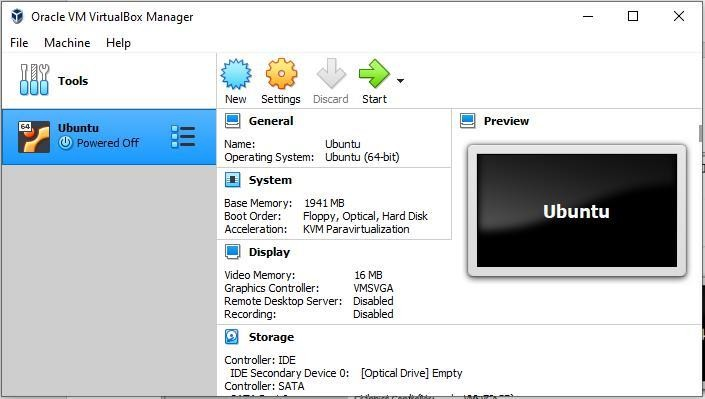 Oracle VM VirtualBox Manager
File Machine Help
Tools
New Settings Discard Start
64
Ubuntu
Powered Off
General
Name: Ubuntu
Operating System: Ubuntu (64-bit)
System
Base Memory: 1941 MB
Boot Order: Floppy, Optical, Hard Disk
Acceleration: KVM Paravirtualization
Display
Video Memory: 16 MB
Graphics Controller: VMSVGA
Remote Desktop Server: Disabled
Recording: Disabled
Storage
Controller: IDE
IDE Secondary Device 0: [Optical Drive] Empty
Controller: SATA
Preview
Ubuntu